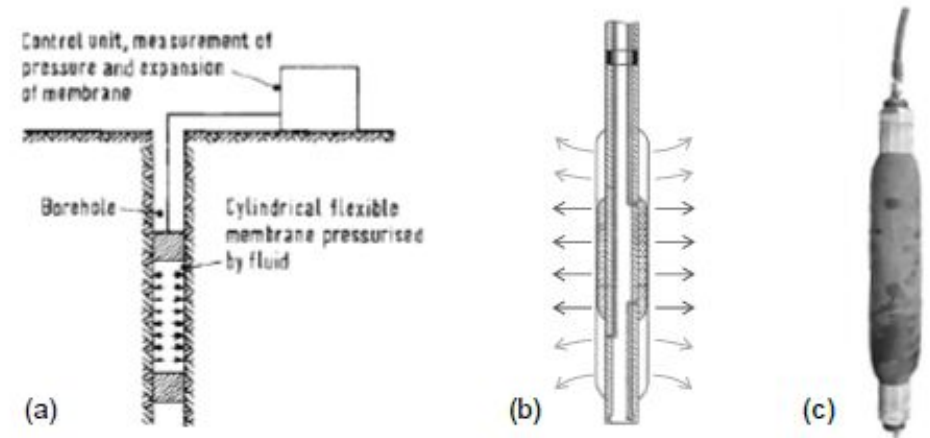 Control unit, measurement of
pressure and expansion
of membrane
Borehole
Cylindrical flexible
membrane pressurised
by fluid
(a)
(b)
(c)